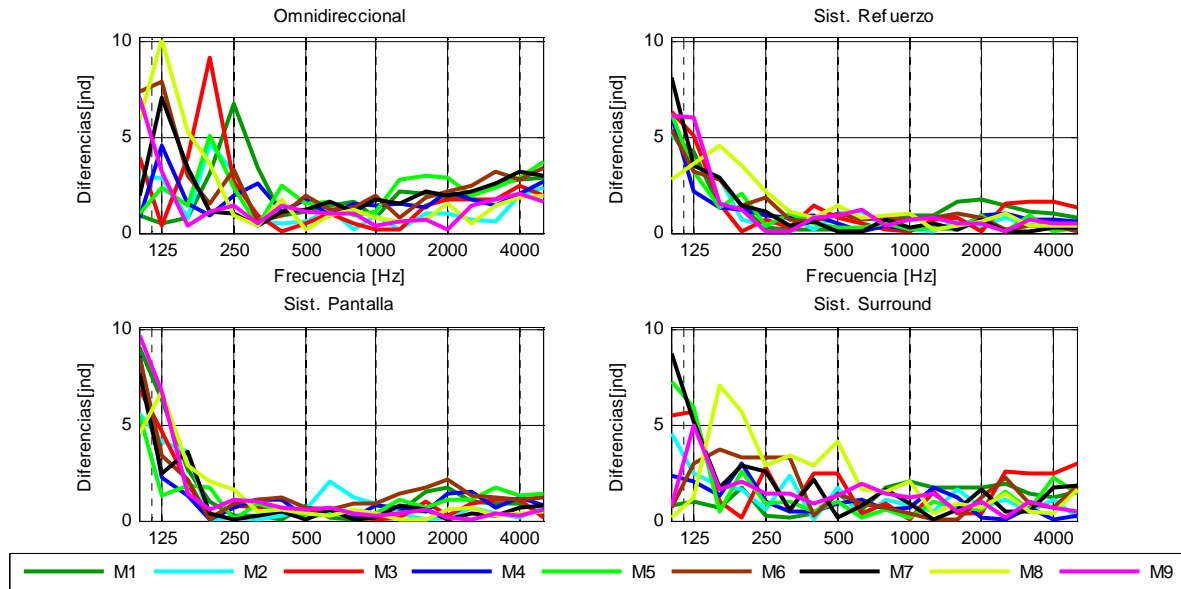 Omnidireccional
Sist. Refuerzo
10
5
0
Diferencias[jnd]
125 250 500 1000 2000 4000
Frecuencia [Hz]
10
5
0
Diferencias[jnd]
125 250 500 1000 2000 4000
Frecuencia [Hz]
Sist. Pantalla
Sist. Surround
10
5
0
Diferencias[jnd]
125 250 500 1000 2000 4000
10
5
0
Diferencias[jnd]
125 250 500 1000 2000 4000
M1 M2 M3 M4 M5 M6 M7 M8 M9